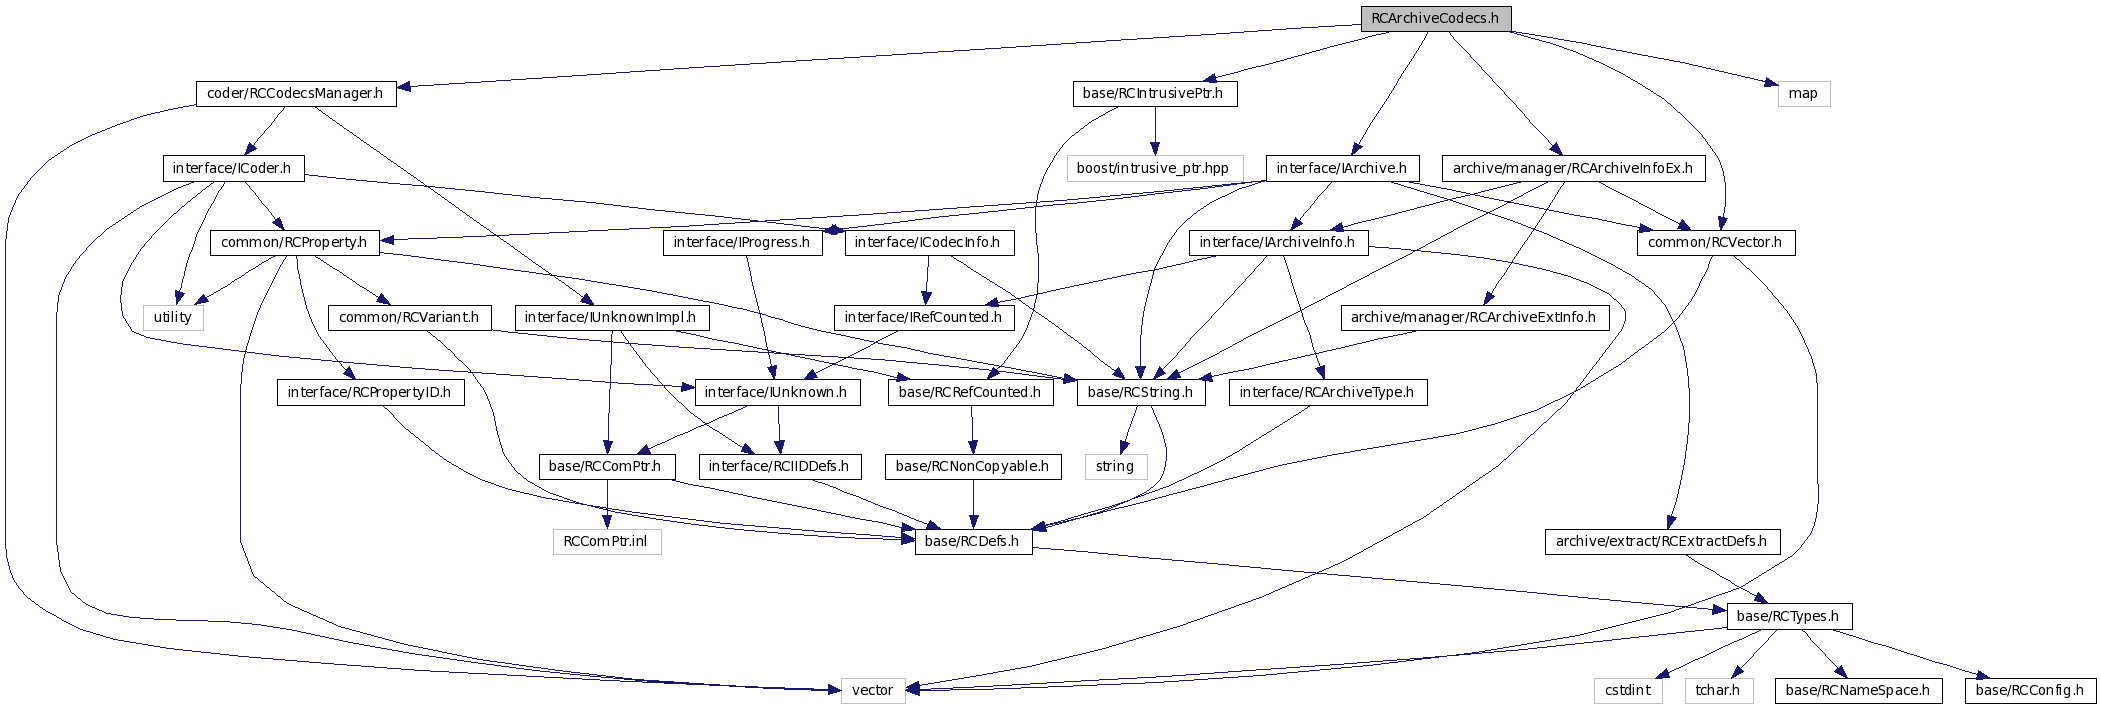 RCArchiveCodecs.h
coder/RCCodecsManager.h
base/RCIntrusivePtr.h
map
interface/ICoder.h
boost/intrusive_ptr.hpp
interface/IArchive.h
archive/manager/RCArchiveInfoEx.h
common/RCProperty.h
interface/IProgress.h
interface/ICodecInfo.h
interface/IArchiveInfo.h
common/RCVector.h
utility
common/RCVariant.h
interface/IUnknownImpl.h
interface/IRefCounted.h
archive/manager/RCArchiveExtInfo.h
interface/RCPropertyID.h
interface/IUnknown.h
base/RCRefCounted.h
base/RCString.h
interface/RCArchiveType.h
base/RCComPtr.h
interface/RCIIDDefs.h
base/RCNonCopyable.h
string
RCComPtr.inl
base/RCDefs.h
archive/extract/RCExtractDefs.h
base/RCTypes.h
vector
cstdint
tchar.h
base/RCNameSpace.h
base/RCConfig.h